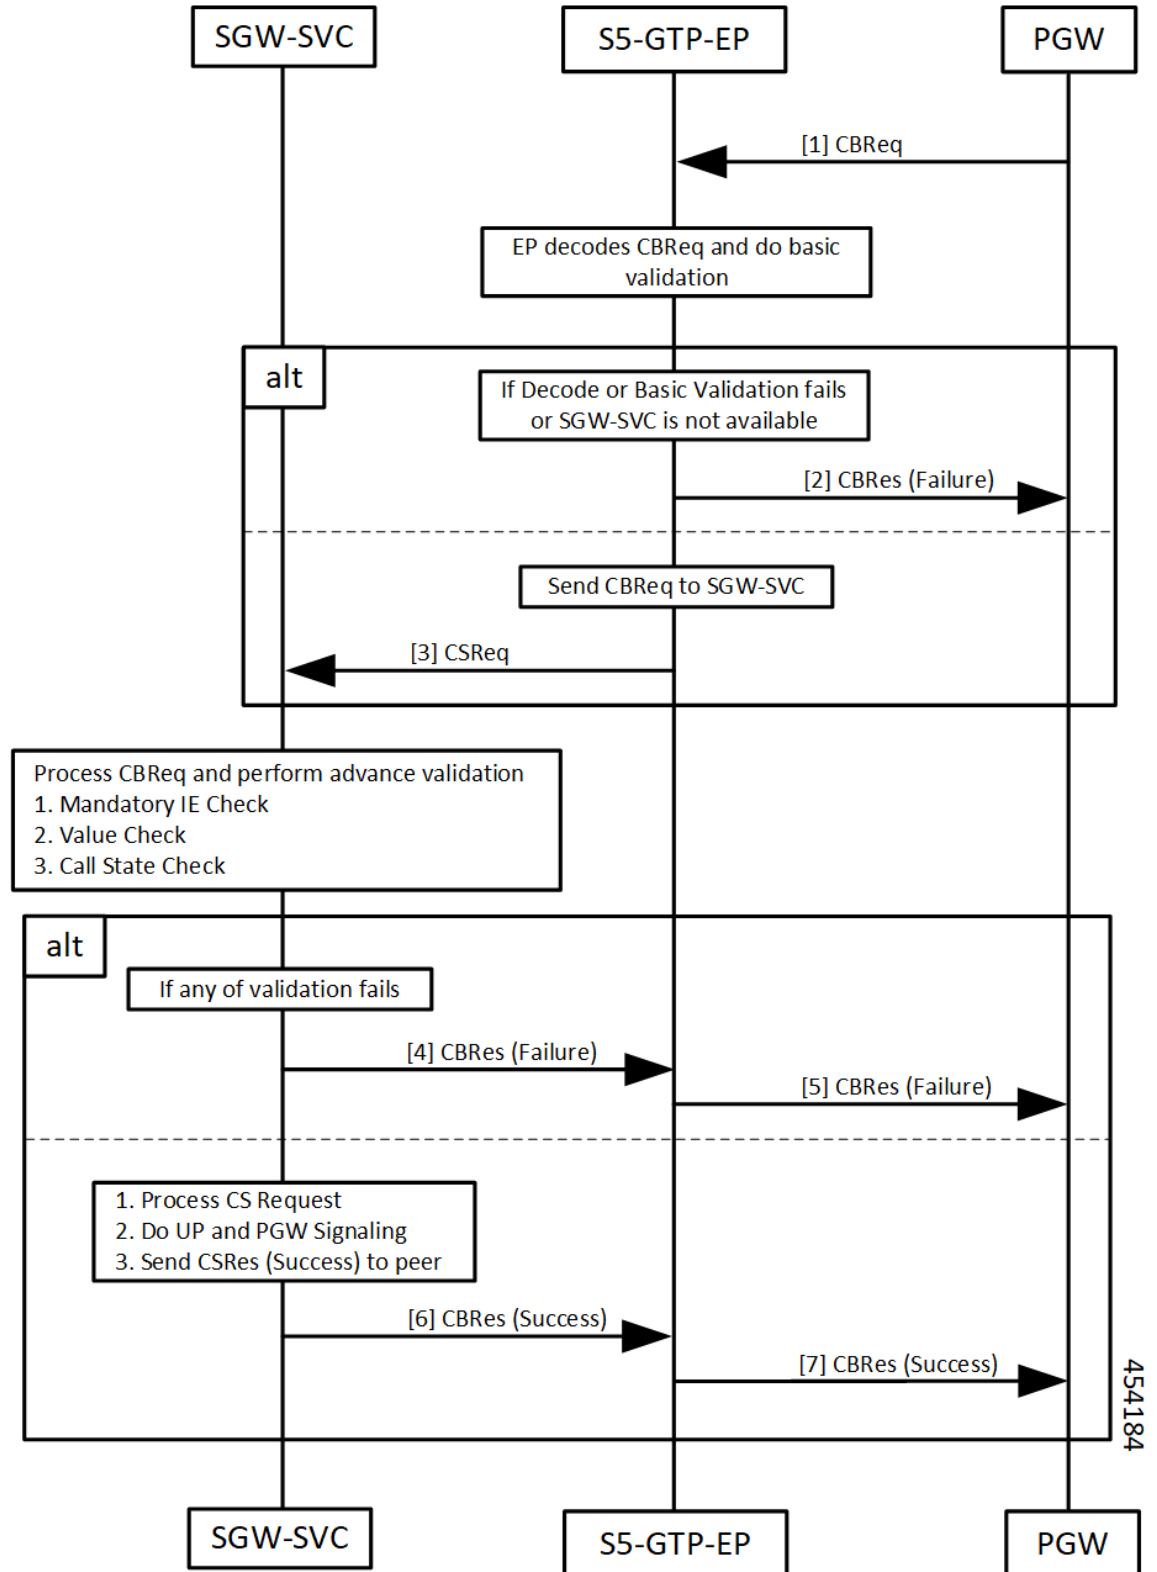 SGW-SVC
S5-GTP-EP
PGW
[1] CBReq
EP decodes CBReq and do basic
validation
alt
If Decode or Basic Validation fails
or SGW-SVC is not available
[2] CBRes (Failure)
Send CBReq to SGW-SVC
[3] CSReq
Process CBReq and perform advance validation
1. Mandatory IE Check
2. Value Check
3. Call State Check
alt
If any of validation fails
[4] CBRes (Failure)
[5] CBRes (Failure)
1. Process CS Request
2. Do UP and PGW Signaling
3. Send CSRes (Success) to peer
[6] CBRes (Success)
[7] CBRes (Success)
454184
SGW-SVC
S5-GTP-EP
PGW